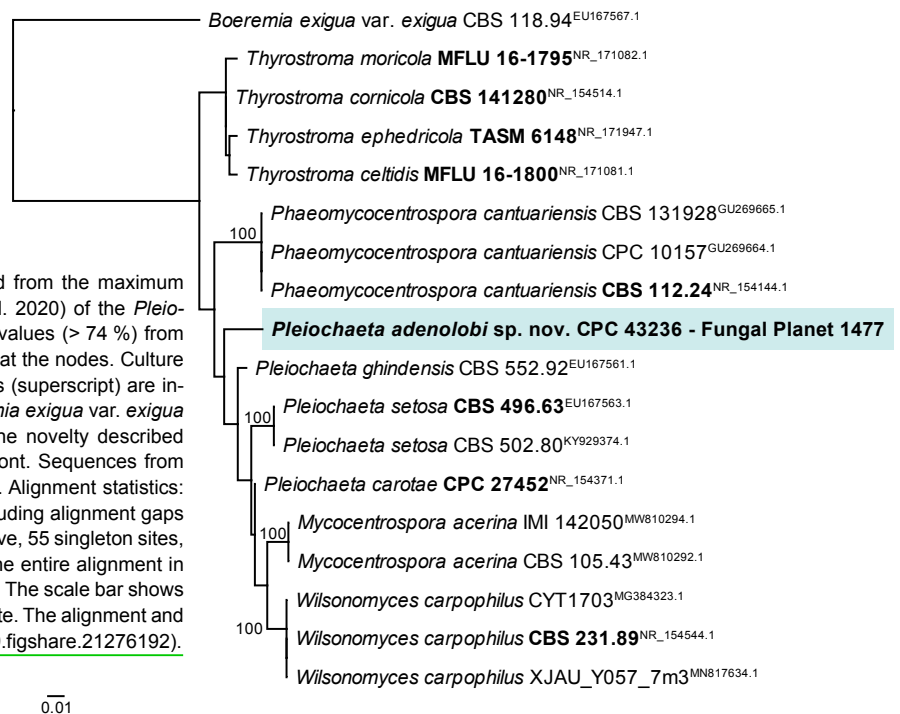 Boeremia exigua var. exigua CBS 118.94EU167567.1
Thyrostroma moricola MFLU 16-1795NR_171082.1
Thyrostroma cornicola CBS 141280NR_154514.1
Thyrostroma ephedricola TASM 6148NR_171947.1
Thyrostroma celtidis MFLU 16-1800NR_171081.1
Phaeomycocentrospora cantuariensis CBS 131928GU269665.1
100
Phaeomycocentrospora cantuariensis CPC 10157GU269664.1
Phaeomycocentrospora cantuariensis CBS 112.24NR_154144.1
Pleiochaeta adenolobi sp. nov. CPC 43236 - Fungal Planet 1477
Pleiochaeta ghindensis CBS 552.92EU167561.1
Pleiochaeta setosa CBS 496.63EU167563.1
100
Pleiochaeta setosa CBS 502.80KY929374.1
Pleiochaeta carotae CPC 27452NR_154371.1
Mycocentrospora acerina IMI 142050MW810294.1
100
Mycocentrospora acerina CBS 105.43MW810292.1
Wilsonomyces carpophilus CYT1703MG384323.1
100
Wilsonomyces carpophilus CBS 231.89NR_154544.1
Wilsonomyces carpophilus XJAU_Y057_7m3MN817634.1
from the maximum
2020) of the Pleio-
values (> 74 %) from
at the nodes. Culture
(superscript) are in-
exigua var. exigua
novelty described
Sequences from
Alignment statistics:
alignment gaps
55 singleton sites,
entire alignment in
The scale bar shows
The alignment and
figshare.21276192).
0.01